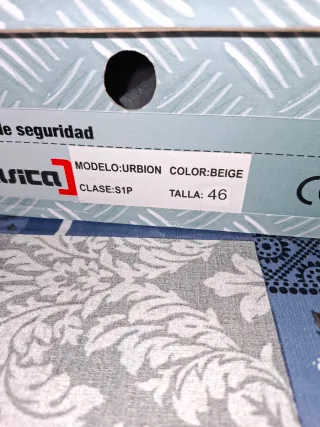 de seguridad
MODELO:URBION COLOR:BEIGE
CLASE:S1P TALLA: 46